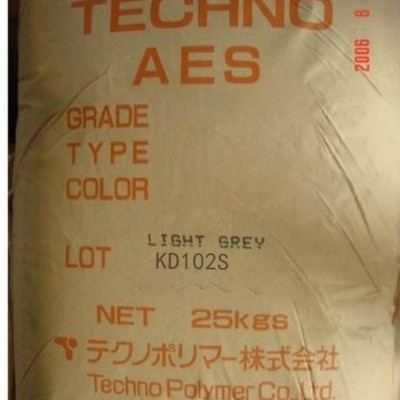 TECHNO
AES
GRADE
TYPE
COLOR
LIGHT GREY
LOT KD102S
NET 25kgs
テクノポリマー株式会社
Techno Polymer Co., Ltd.
2006 8